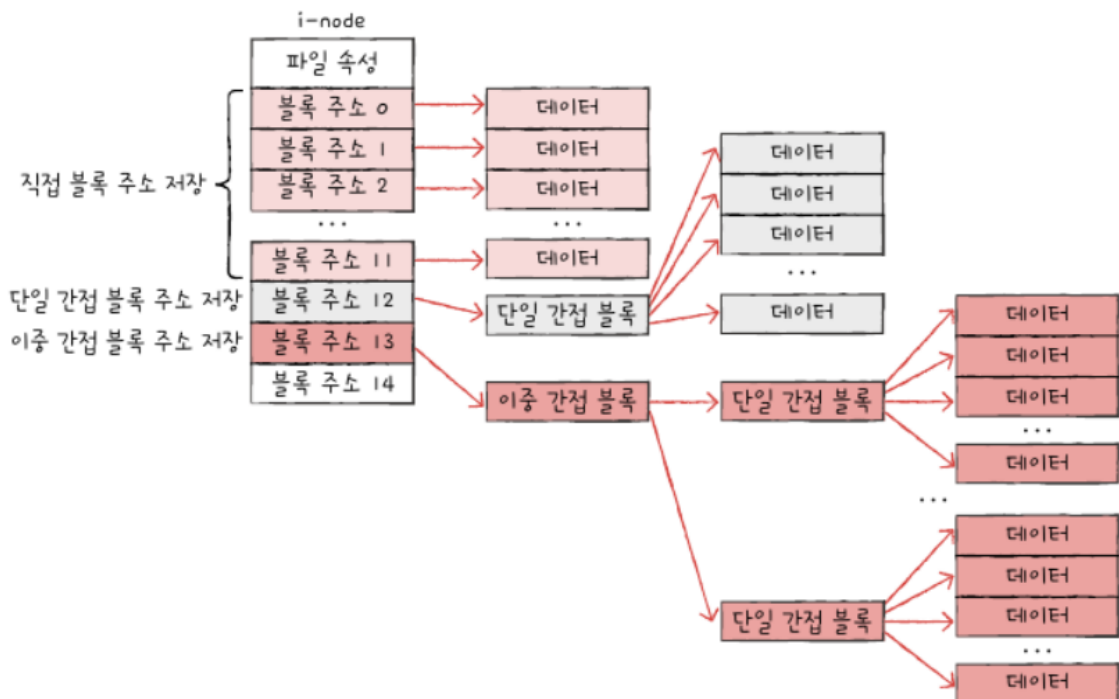 i-node
파일 속성
직접 블록 주소 저장
블록 주소 0
블록 주소 1
블록 주소 2
...
블록 주소 11
단일 간접 블록 주소 저장
블록 주소 12
이중 간접 블록 주소 저장
블록 주소 13
블록 주소 14
데이터
데이터
데이터
...
데이터
단일 간접 블록
데이터
데이터
데이터
...
데이터
이중 간접 블록
단일 간접 블록
데이터
데이터
데이터
...
데이터
...
단일 간접 블록
데이터
데이터
데이터
...
데이터